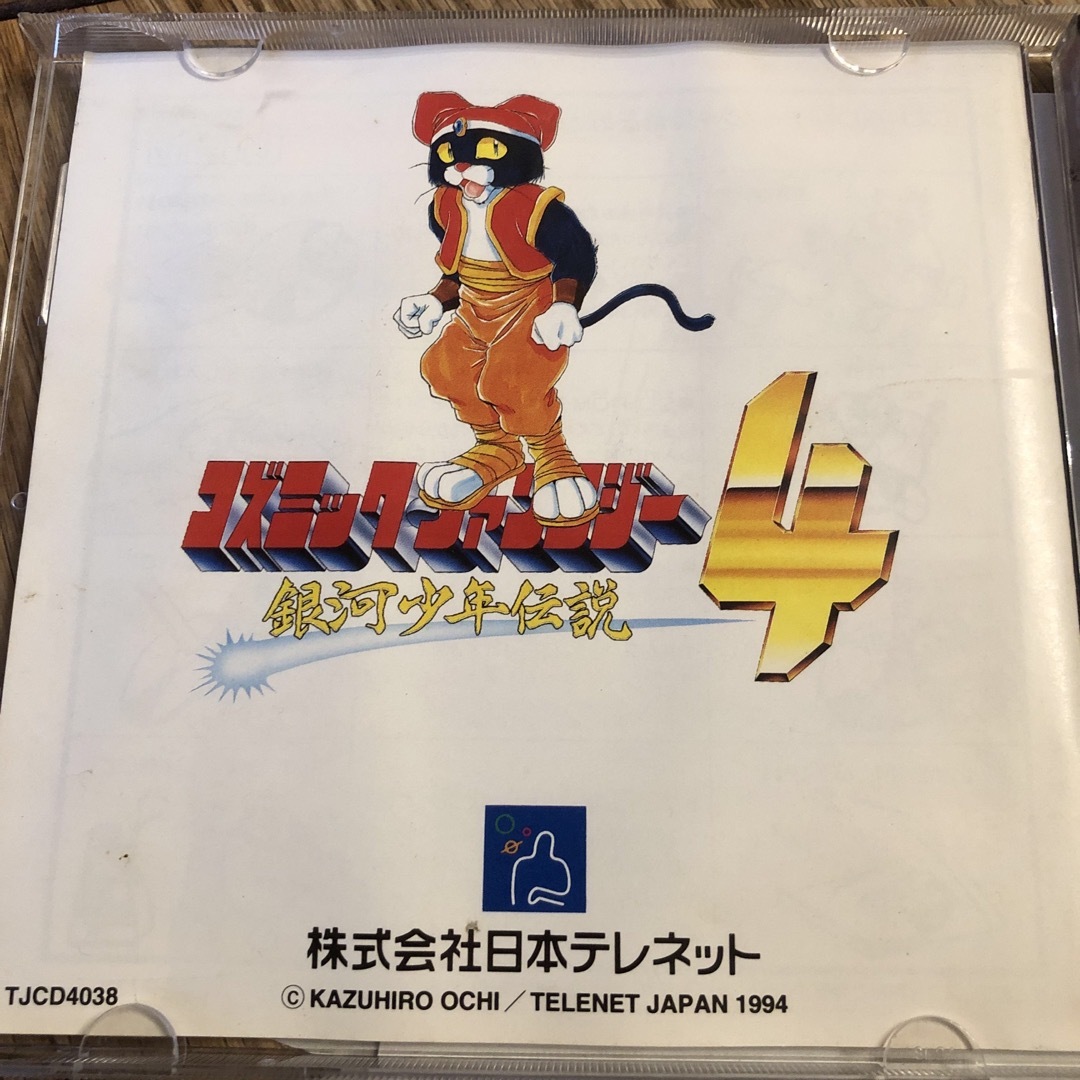 コズミックファンタジー4
銀河少年伝説
株式会社日本テレネット
TJCD4038
© KAZUHIRO OCHI／TELENET JAPAN 1994